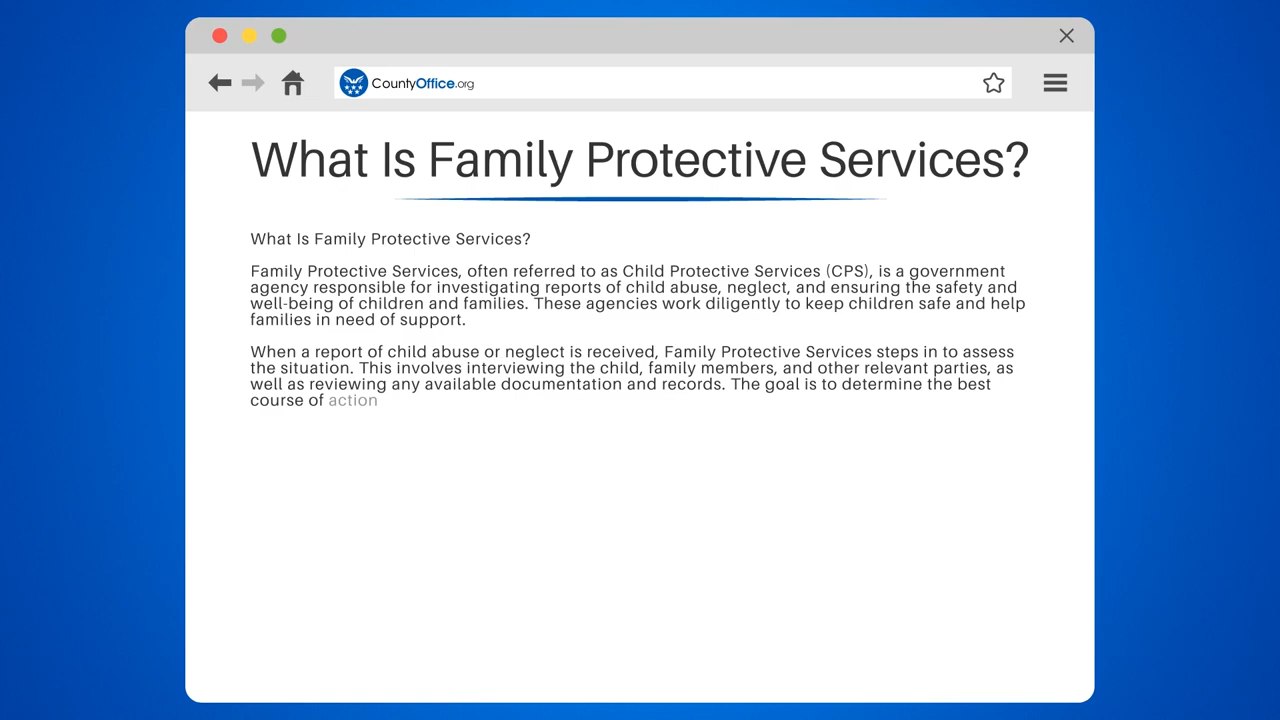 CountyOffice.org
What Is Family Protective Services?
What Is Family Protective Services?
Family Protective Services, often referred to as Child Protective Services (CPS), is a government
agency responsible for investigating reports of child abuse, neglect, and ensuring the safety and
well-being of children and families. These agencies work diligently to keep children safe and help
families in need of support.
When a report of child abuse or neglect is received, Family Protective Services steps in to assess
the situation. This involves interviewing the child, family members, and other relevant parties, as
well as reviewing any available documentation and records. The goal is to determine the best
course of action